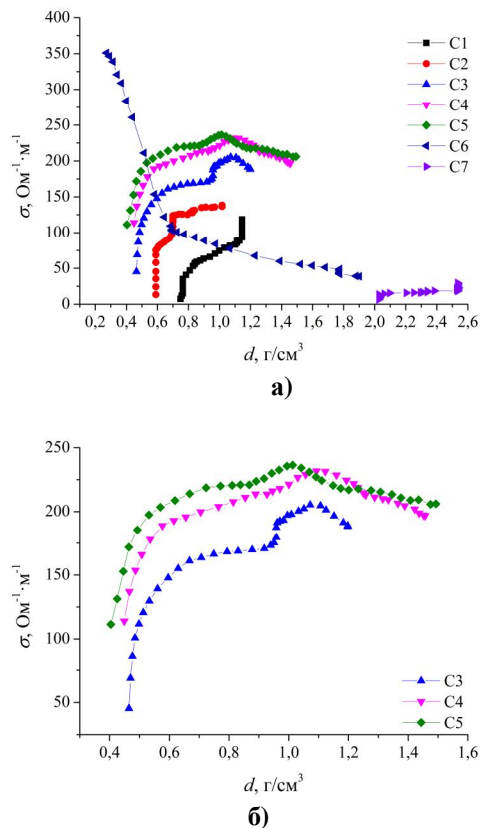 400
350
300
250
200
150
100
50
0
σ, Ом⁻¹·м⁻¹
C1
C2
C3
C4
C5
C6
C7
0,2 0,4 0,6 0,8 1,0 1,2 1,4 1,6 1,8 2,0 2,2 2,4 2,6
d, г/см³
а)
250
200
150
100
50
σ, Ом⁻¹·м⁻¹
C3
C4
C5
0,4 0,6 0,8 1,0 1,2 1,4 1,6
d, г/см³
б)